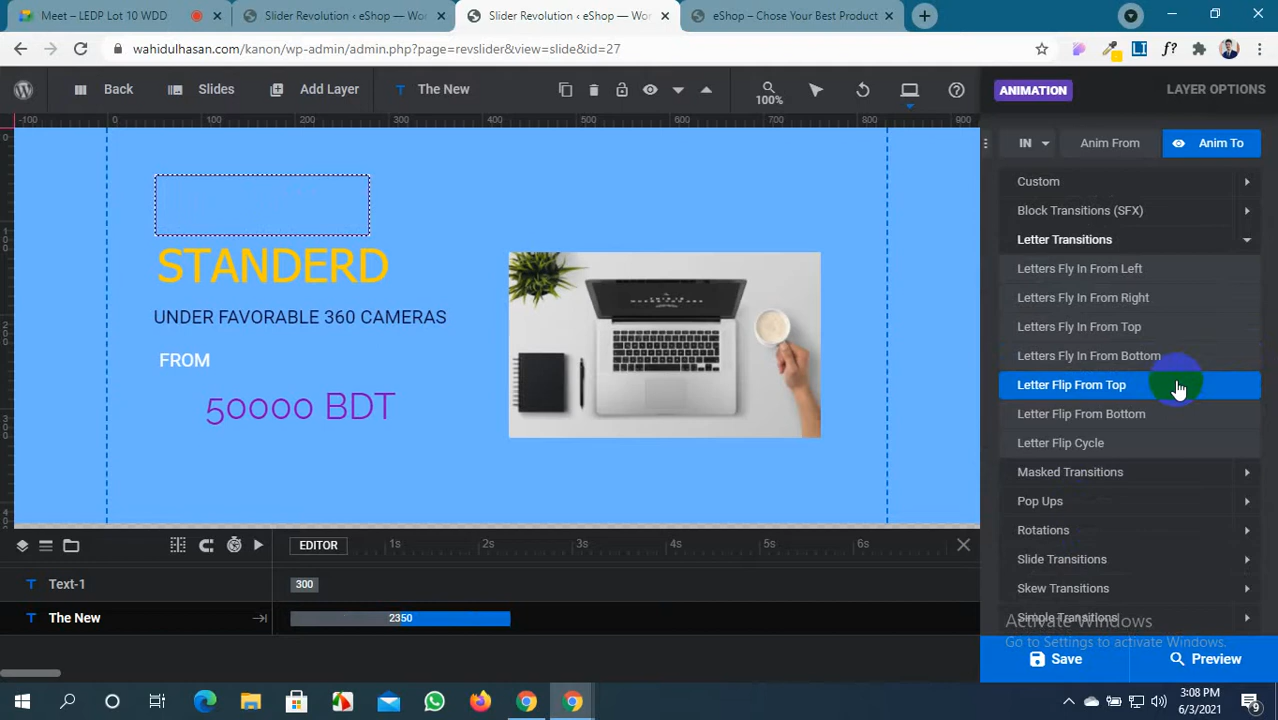 Meet – LEDP Lot 10 WDD
Slider Revolution ‹ eShop — Wor
Slider Revolution ‹ eShop — Wor
eShop – Chose Your Best Product
wahidulhasan.com/kanon/wp-admin/admin.php?page=revslider&view=slide&id=27
Back
Slides
Add Layer
The New
100%
ANIMATION
LAYER OPTIONS
-100 0 100 200 300 400 500 600 700 800 900
IN
Anim From
Anim To
Custom
Block Transitions (SFX)
Letter Transitions
Letters Fly In From Left
Letters Fly In From Right
Letters Fly In From Top
Letters Fly In From Bottom
Letter Flip From Top
Letter Flip From Bottom
Letter Flip Cycle
Masked Transitions
Pop Ups
Rotations
Slide Transitions
Skew Transitions
Simple Transitions
STANDERD
UNDER FAVORABLE 360 CAMERAS
FROM
50000 BDT
EDITOR
1s 2s 3s 4s 5s 6s
Text-1
300
The New
2350
Activate Windows
Go to Settings to activate Windows.
Save
Preview
3:08 PM
6/3/2021
9